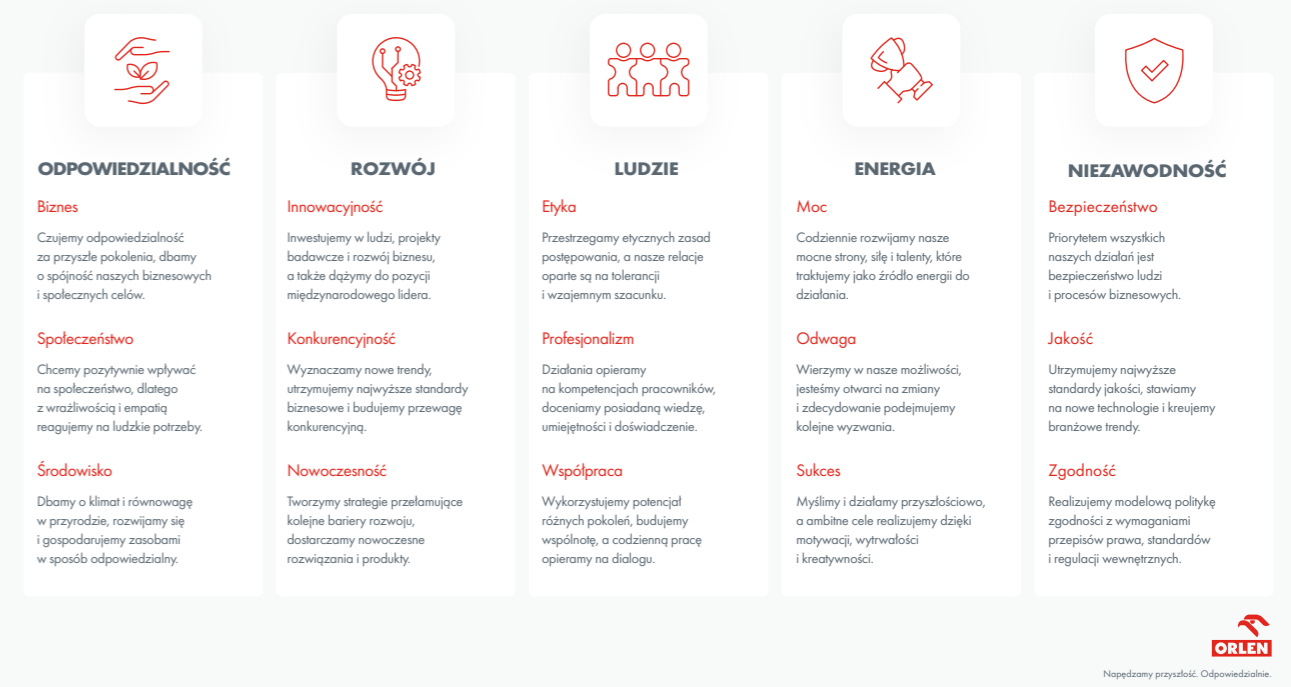 ODPOWIEDZIALNOŚĆ
Biznes
Czujemy odpowiedzialność
za przyszłe pokolenia, dbamy
o spójność naszych biznesowych
i społecznych celów.
Społeczeństwo
Chcemy pozytywnie wpływać
na społeczeństwo, dlatego
z wrażliwością i empatią
reagujemy na ludzkie potrzeby.
Środowisko
Dbamy o klimat i równowagę
w przyrodzie, rozwijamy się
i gospodarujemy zasobami
w sposób odpowiedzialny.
ROZWÓJ
Innowacyjność
Inwestujemy w ludzi, projekty
badawcze i rozwój biznesu,
a także dążymy do pozycji
międzynarodowego lidera.
Konkurencyjność
Wyznaczamy nowe trendy,
utrzymujemy najwyższe standardy
biznesowe i budujemy przewagę
konkurencyjną.
Nowoczesność
Tworzymy strategie przełamujące
kolejne bariery rozwoju,
dostarczamy nowoczesne
rozwiązania i produkty.
LUDZIE
Etyka
Przestrzegamy etycznych zasad
postępowania, a nasze relacje
oparte są na tolerancji
i wzajemnym szacunku.
Profesjonalizm
Działania opieramy
na kompetencjach pracowników,
doceniamy posiadaną wiedzę,
umiejętności i doświadczenie.
Współpraca
Wykorzystujemy potencjał
różnych pokoleń, budujemy
wspólnotę, a codzienną pracę
opieramy na dialogu.
ENERGIA
Moc
Codziennie rozwijamy nasze
mocne strony, siłę i talenty, które
traktujemy jako źródło energii do
działania.
Odwaga
Wierzymy w nasze możliwości,
jesteśmy otwarci na zmiany
i zdecydowanie podejmujemy
kolejne wyzwania.
Sukces
Myślimy i działamy przyszłościowo,
a ambitne cele realizujemy dzięki
motywacji, wytrwałości
i kreatywności.
NIEZAWODNOŚĆ
Bezpieczeństwo
Priorytetem wszystkich
naszych działań jest
bezpieczeństwo ludzi
i procesów biznesowych.
Jakość
Utrzymujemy najwyższe
standardy jakości, stawiamy
na nowe technologie i kreujemy
branżowe trendy.
Zgodność
Realizujemy modelową politykę
zgodności z wymaganiami
przepisów prawa, standardów
i regulacji wewnętrznych.
ORLEN
Napędzamy przyszłość. Odpowiedzialnie.